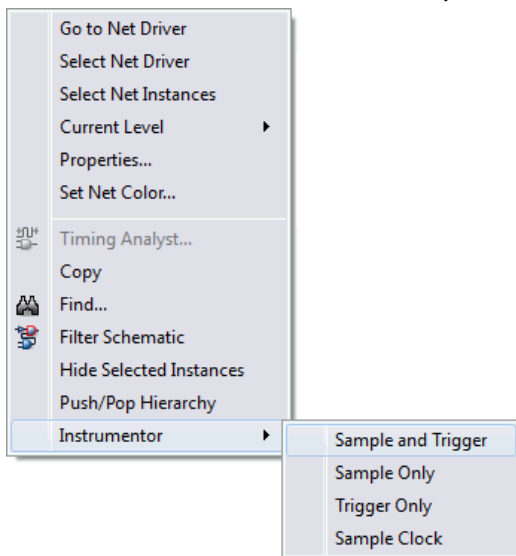 Go to Net Driver
Select Net Driver
Select Net Instances
Current Level
Properties...
Set Net Color...
Timing Analyst...
Copy
Find...
Filter Schematic
Hide Selected Instances
Push/Pop Hierarchy
Instrumentor
Sample and Trigger
Sample Only
Trigger Only
Sample Clock